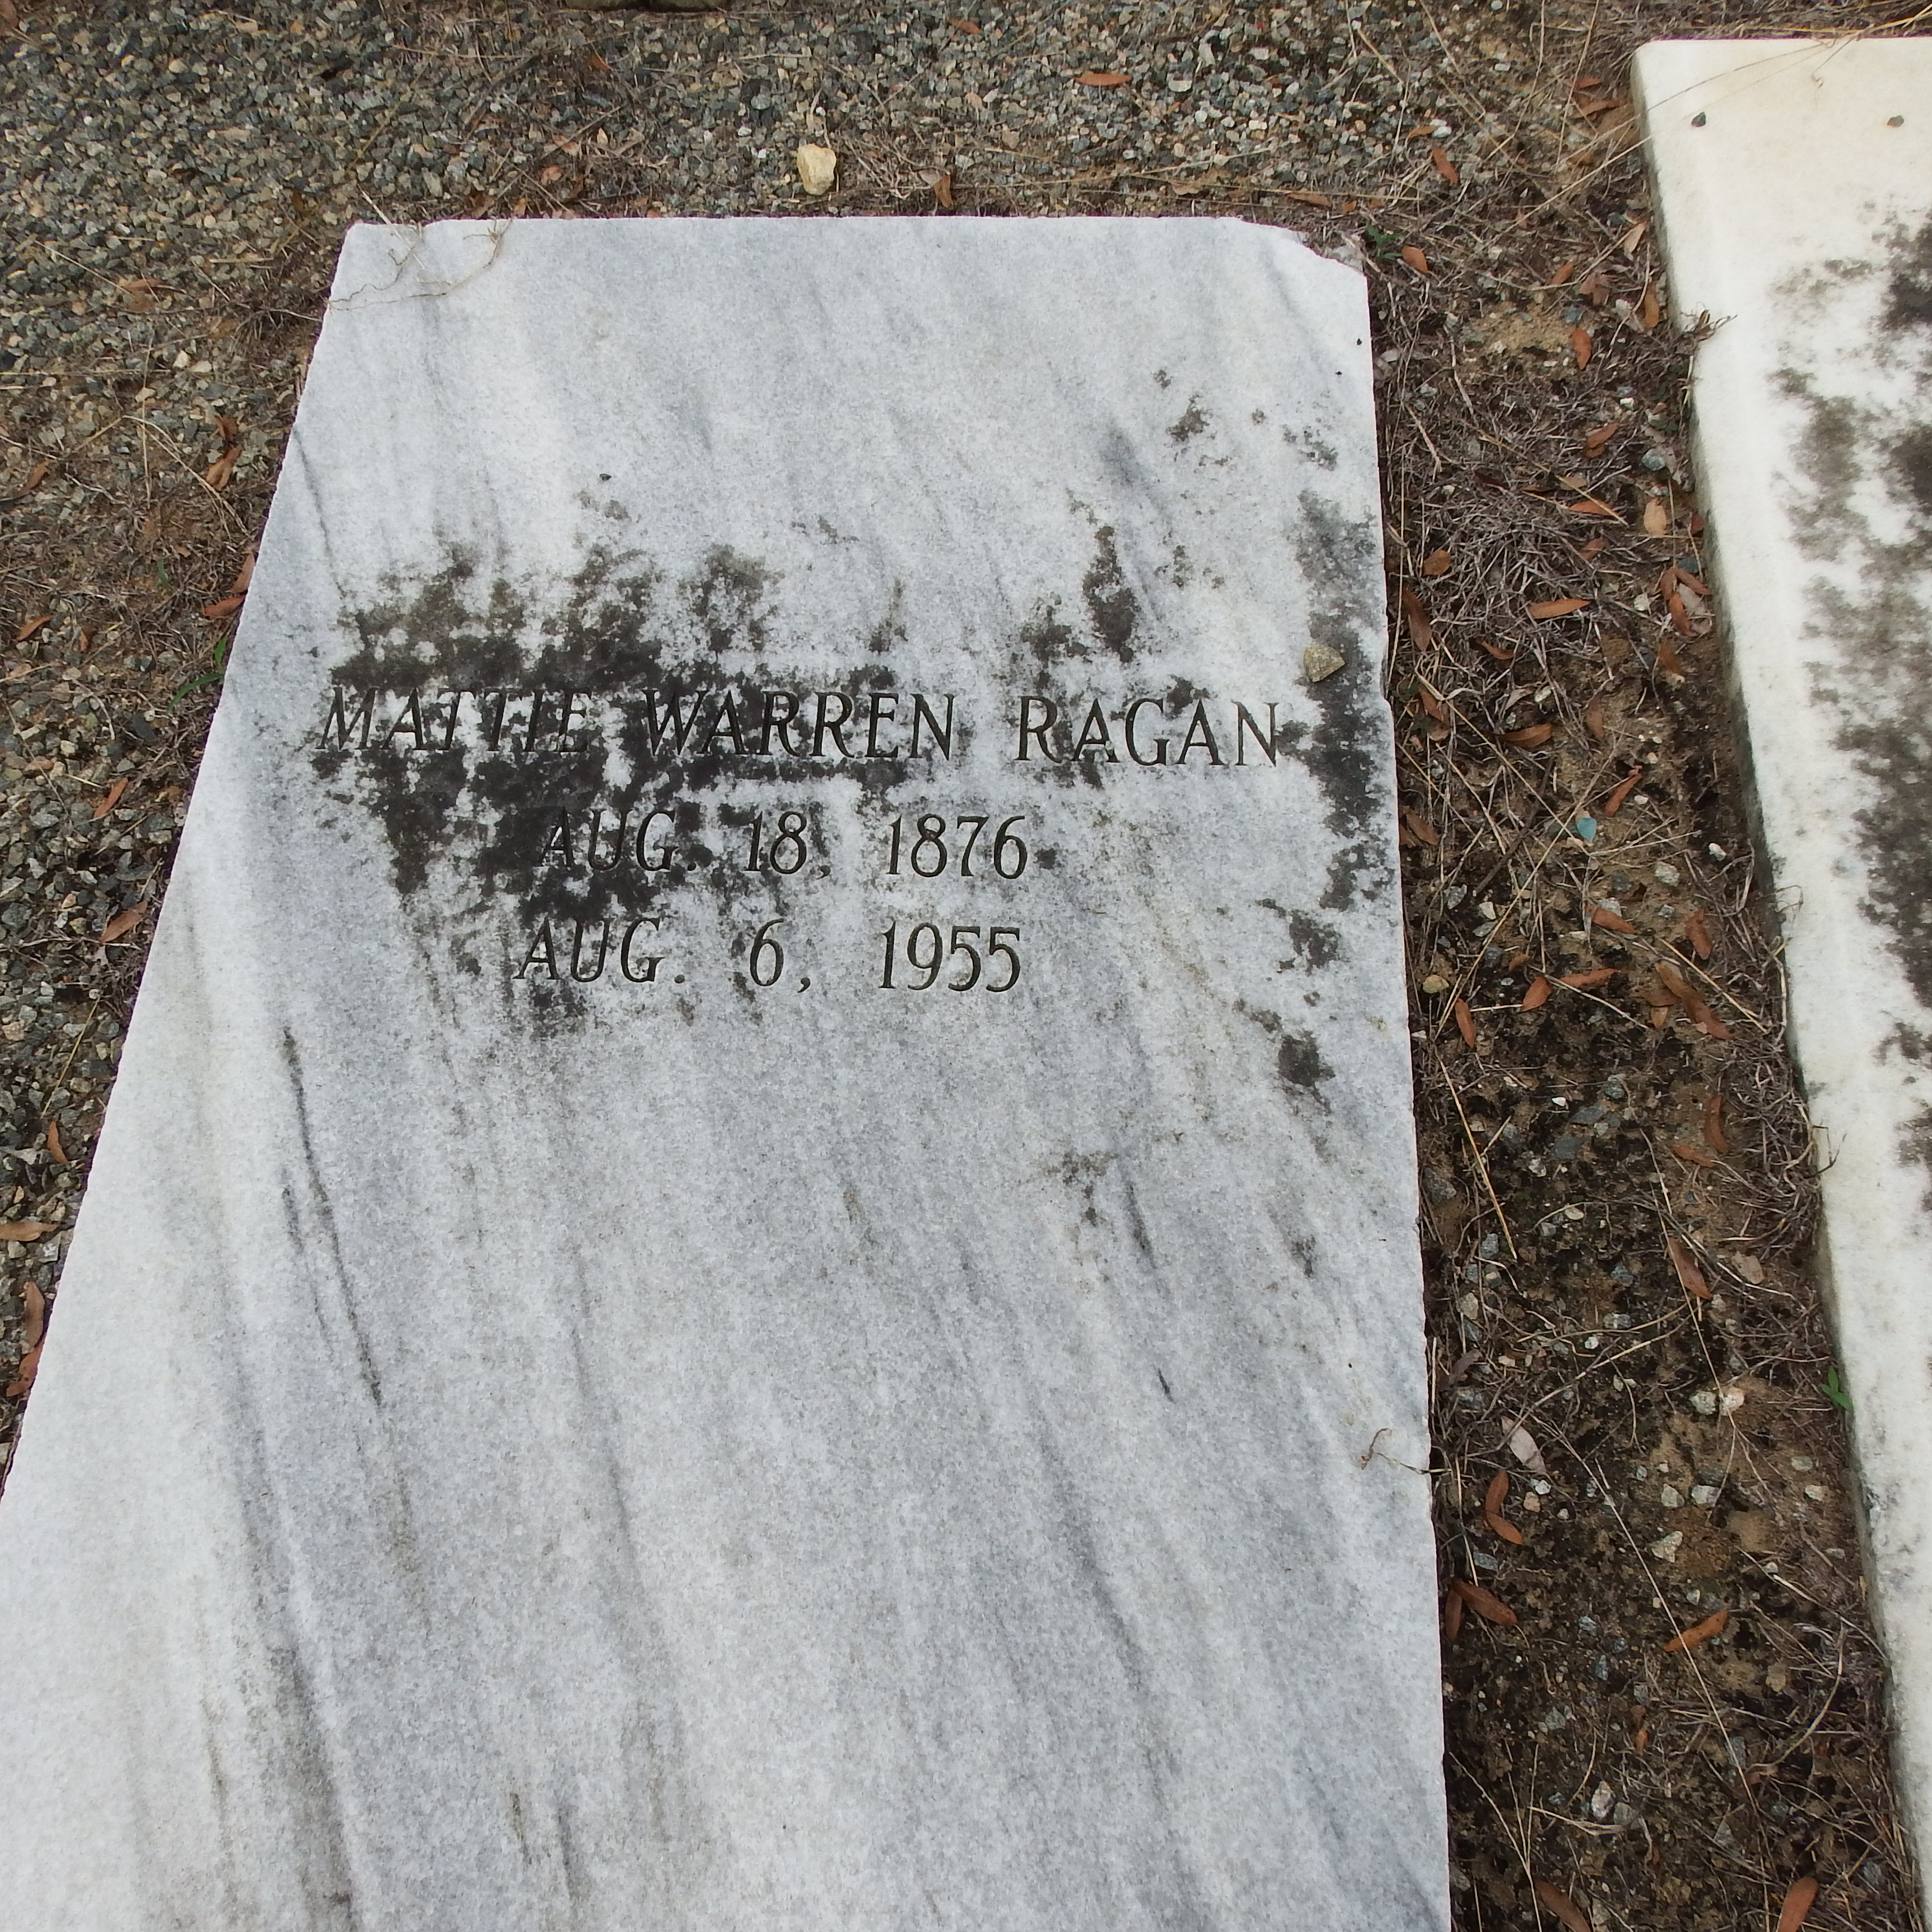 MATTIE WARREN RAGAN
AUG. 18, 1876
AUG. 6, 1955